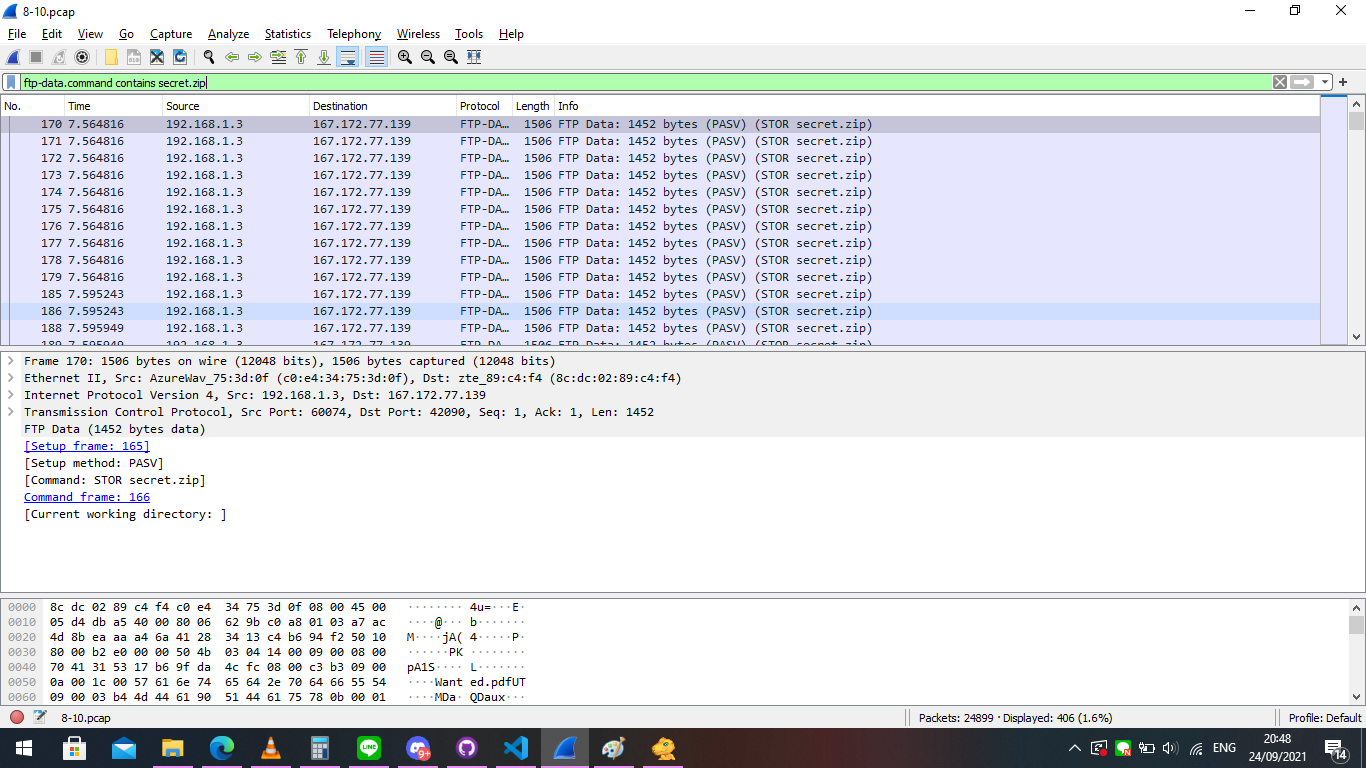 8-10.pcap
File Edit View Go Capture Analyze Statistics Telephony Wireless Tools Help
ftp-data.command contains secret.zip
No. Time Source Destination Protocol Length Info
170 7.564816 192.168.1.3 167.172.77.139 FTP-DA… 1506 FTP Data: 1452 bytes (PASV) (STOR secret.zip)
171 7.564816 192.168.1.3 167.172.77.139 FTP-DA… 1506 FTP Data: 1452 bytes (PASV) (STOR secret.zip)
172 7.564816 192.168.1.3 167.172.77.139 FTP-DA… 1506 FTP Data: 1452 bytes (PASV) (STOR secret.zip)
173 7.564816 192.168.1.3 167.172.77.139 FTP-DA… 1506 FTP Data: 1452 bytes (PASV) (STOR secret.zip)
174 7.564816 192.168.1.3 167.172.77.139 FTP-DA… 1506 FTP Data: 1452 bytes (PASV) (STOR secret.zip)
175 7.564816 192.168.1.3 167.172.77.139 FTP-DA… 1506 FTP Data: 1452 bytes (PASV) (STOR secret.zip)
176 7.564816 192.168.1.3 167.172.77.139 FTP-DA… 1506 FTP Data: 1452 bytes (PASV) (STOR secret.zip)
177 7.564816 192.168.1.3 167.172.77.139 FTP-DA… 1506 FTP Data: 1452 bytes (PASV) (STOR secret.zip)
178 7.564816 192.168.1.3 167.172.77.139 FTP-DA… 1506 FTP Data: 1452 bytes (PASV) (STOR secret.zip)
179 7.564816 192.168.1.3 167.172.77.139 FTP-DA… 1506 FTP Data: 1452 bytes (PASV) (STOR secret.zip)
185 7.595243 192.168.1.3 167.172.77.139 FTP-DA… 1506 FTP Data: 1452 bytes (PASV) (STOR secret.zip)
186 7.595243 192.168.1.3 167.172.77.139 FTP-DA… 1506 FTP Data: 1452 bytes (PASV) (STOR secret.zip)
188 7.595949 192.168.1.3 167.172.77.139 FTP-DA… 1506 FTP Data: 1452 bytes (PASV) (STOR secret.zip)
189 7.595949 192.168.1.3 167.172.77.139 FTP-DA… 1506 FTP Data: 1452 bytes (PASV) (STOR secret.zip)
Frame 170: 1506 bytes on wire (12048 bits), 1506 bytes captured (12048 bits)
Ethernet II, Src: AzureWav_75:3d:0f (c0:e4:34:75:3d:0f), Dst: zte_89:c4:f4 (8c:dc:02:89:c4:f4)
Internet Protocol Version 4, Src: 192.168.1.3, Dst: 167.172.77.139
Transmission Control Protocol, Src Port: 60074, Dst Port: 42090, Seq: 1, Ack: 1, Len: 1452
FTP Data (1452 bytes data)
[Setup frame: 165]
[Setup method: PASV]
[Command: STOR secret.zip]
Command frame: 166
[Current working directory: ]
0000 8c dc 02 89 c4 f4 c0 e4 34 75 3d 0f 08 00 45 00 ········ 4u=···E·
0010 05 d4 db a5 40 00 80 06 62 9b c0 a8 01 03 a7 ac ····@··· b·······
0020 4d 8b ea aa a4 6a 41 28 34 13 c4 b6 94 f2 50 10 M····jA( 4·····P·
0030 80 00 b2 e0 00 00 50 4b 03 04 14 00 09 00 08 00 ······PK ········
0040 70 41 31 53 17 b6 9f da 4c fc 08 00 c3 b3 09 00 pA1S···· L·······
0050 0a 00 1c 00 57 61 6e 74 65 64 2e 70 64 66 55 54 ····Want ed.pdfUT
0060 09 00 03 b4 4d 44 61 90 51 44 61 75 78 0b 00 01 ····MDa· QDaux···
8-10.pcap Packets: 24899 · Displayed: 406 (1.6%) Profile: Default
LINE 9+ ENG 20:48 14
24/09/2021